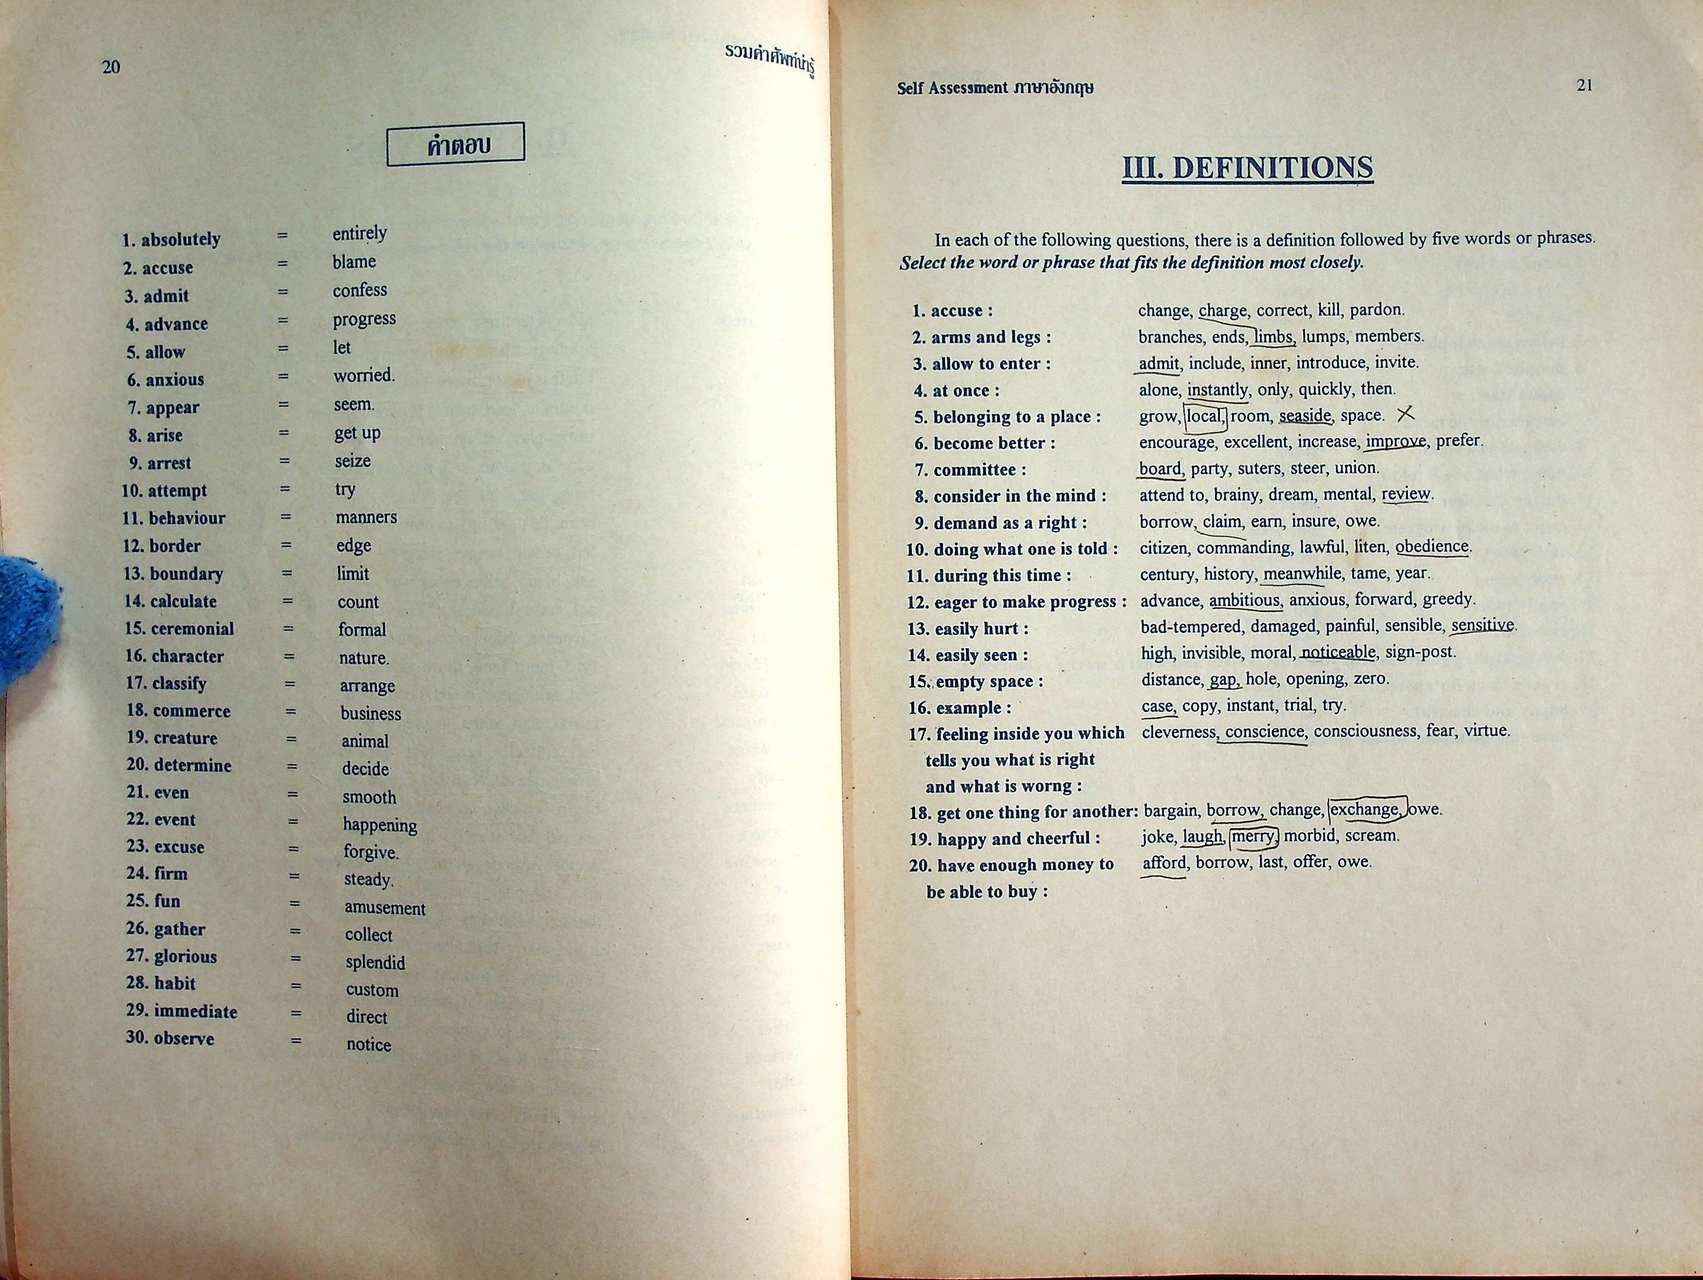 20
รวมคำศัพท์น่ารู้
คำตอบ
1. absolutely = entirely
2. accuse = blame
3. admit = confess
4. advance = progress
5. allow = let
6. anxious = worried.
7. appear = seem.
8. arise = get up
9. arrest = seize
10. attempt = try
11. behaviour = manners
12. border = edge
13. boundary = limit
14. calculate = count
15. ceremonial = formal
16. character = nature.
17. classify = arrange
18. commerce = business
19. creature = animal
20. determine = decide
21. even = smooth
22. event = happening
23. excuse = forgive.
24. firm = steady.
25. fun = amusement
26. gather = collect
27. glorious = splendid
28. habit = custom
29. immediate = direct
30. observe = notice
Self Assessment ภาษาอังกฤษ 21
III. DEFINITIONS
In each of the following questions, there is a definition followed by five words or phrases.
Select the word or phrase that fits the definition most closely.
1. accuse : change, charge, correct, kill, pardon.
2. arms and legs : branches, ends, limbs, lumps, members.
3. allow to enter : admit, include, inner, introduce, invite.
4. at once : alone, instantly, only, quickly, then.
5. belonging to a place : grow, local, room, seaside, space. X
6. become better : encourage, excellent, increase, improve, prefer.
7. committee : board, party, suters, steer, union.
8. consider in the mind : attend to, brainy, dream, mental, review.
9. demand as a right : borrow, claim, earn, insure, owe.
10. doing what one is told : citizen, commanding, lawful, liten, obedience.
11. during this time : century, history, meanwhile, tame, year.
12. eager to make progress : advance, ambitious, anxious, forward, greedy.
13. easily hurt : bad-tempered, damaged, painful, sensible, sensitive.
14. easily seen : high, invisible, moral, noticeable, sign-post.
15. empty space : distance, gap, hole, opening, zero.
16. example : case, copy, instant, trial, try.
17. feeling inside you which cleverness, conscience, consciousness, fear, virtue.
tells you what is right
and what is worng :
18. get one thing for another: bargain, borrow, change, exchange, owe.
19. happy and cheerful : joke, laugh, merry, morbid, scream.
20. have enough money to afford, borrow, last, offer, owe.
be able to buy :